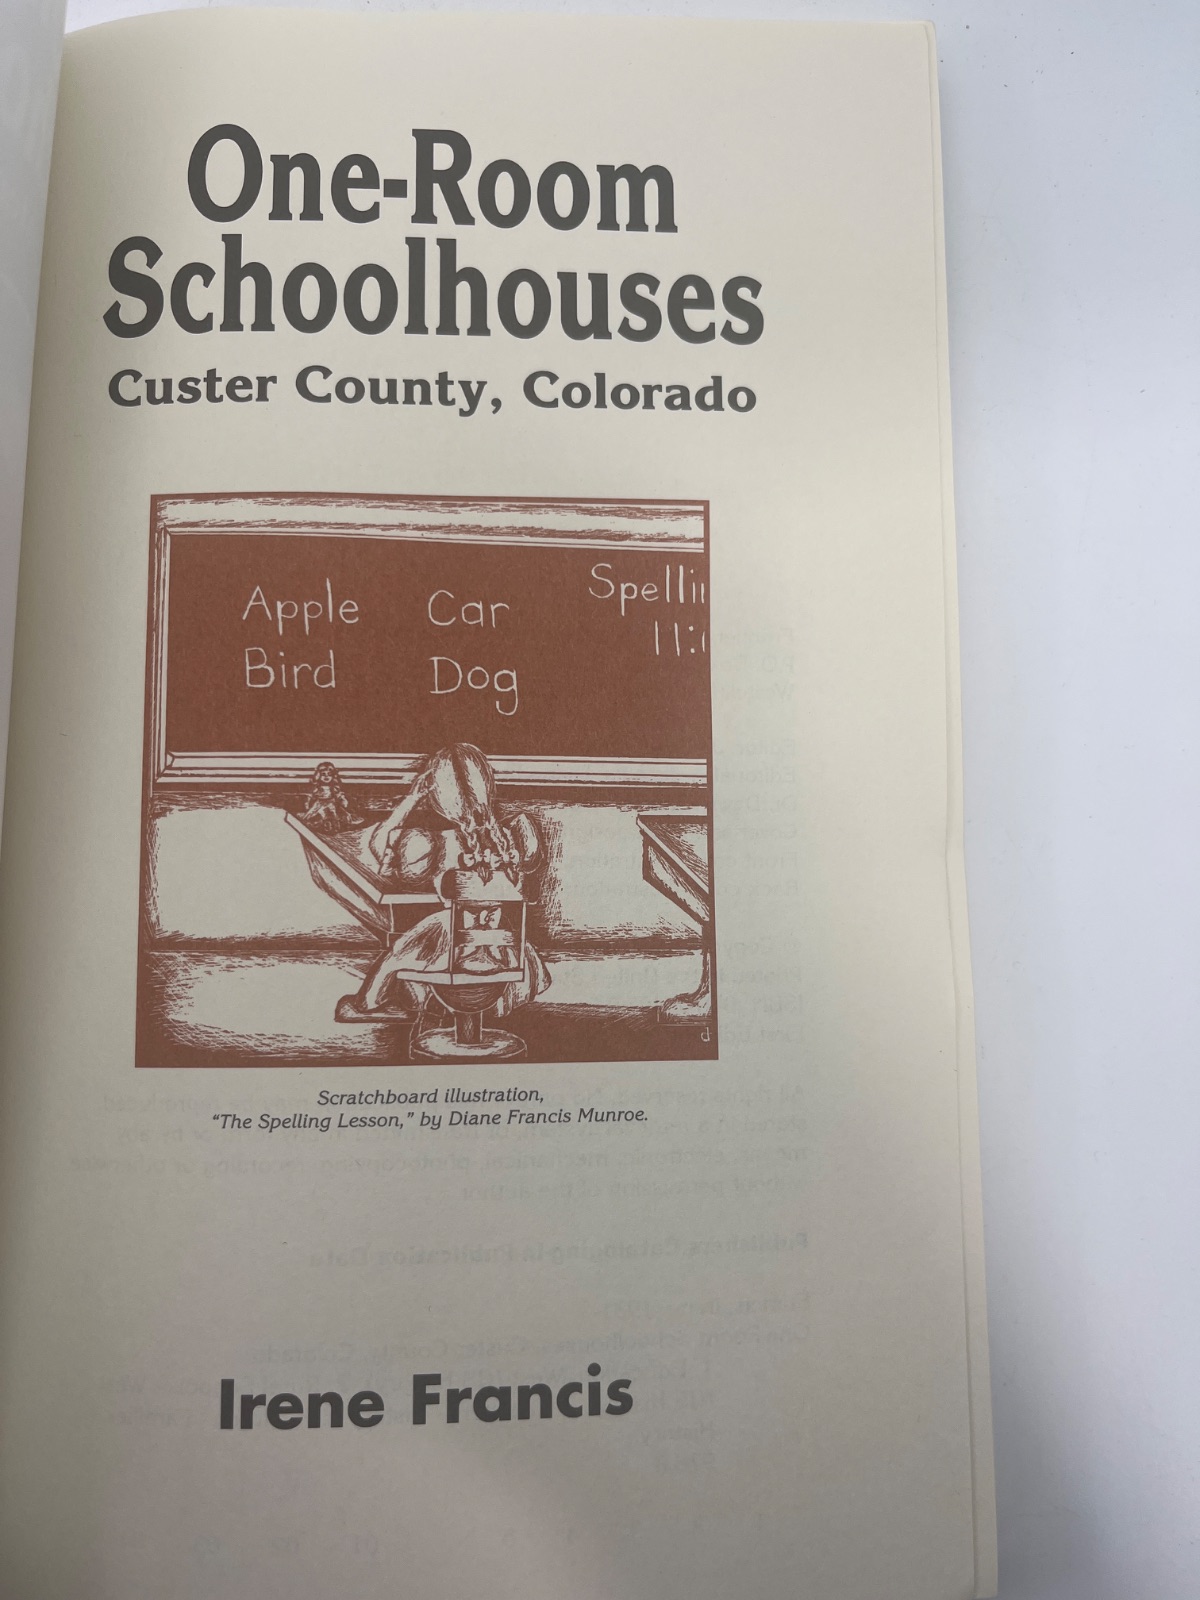 One-Room
Schoolhouses
Custer County, Colorado
Apple Car
Bird Dog
Spelli
11:
d
Scratchboard illustration,
“The Spelling Lesson,” by Diane Francis Munroe.
Irene Francis